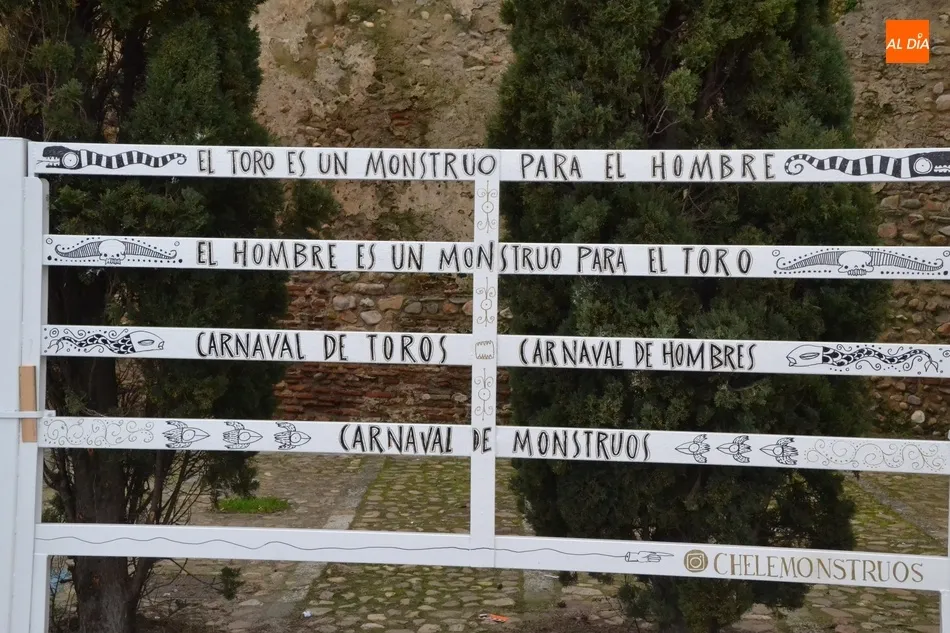 AL DÍA
EL TORO ES UN MONSTRUO PARA EL HOMBRE
EL HOMBRE ES UN MONSTRUO PARA EL TORO
CARNAVAL DE TOROS CARNAVAL DE HOMBRES
CARNAVAL DE MONSTRUOS
CHELEMONSTRUOS